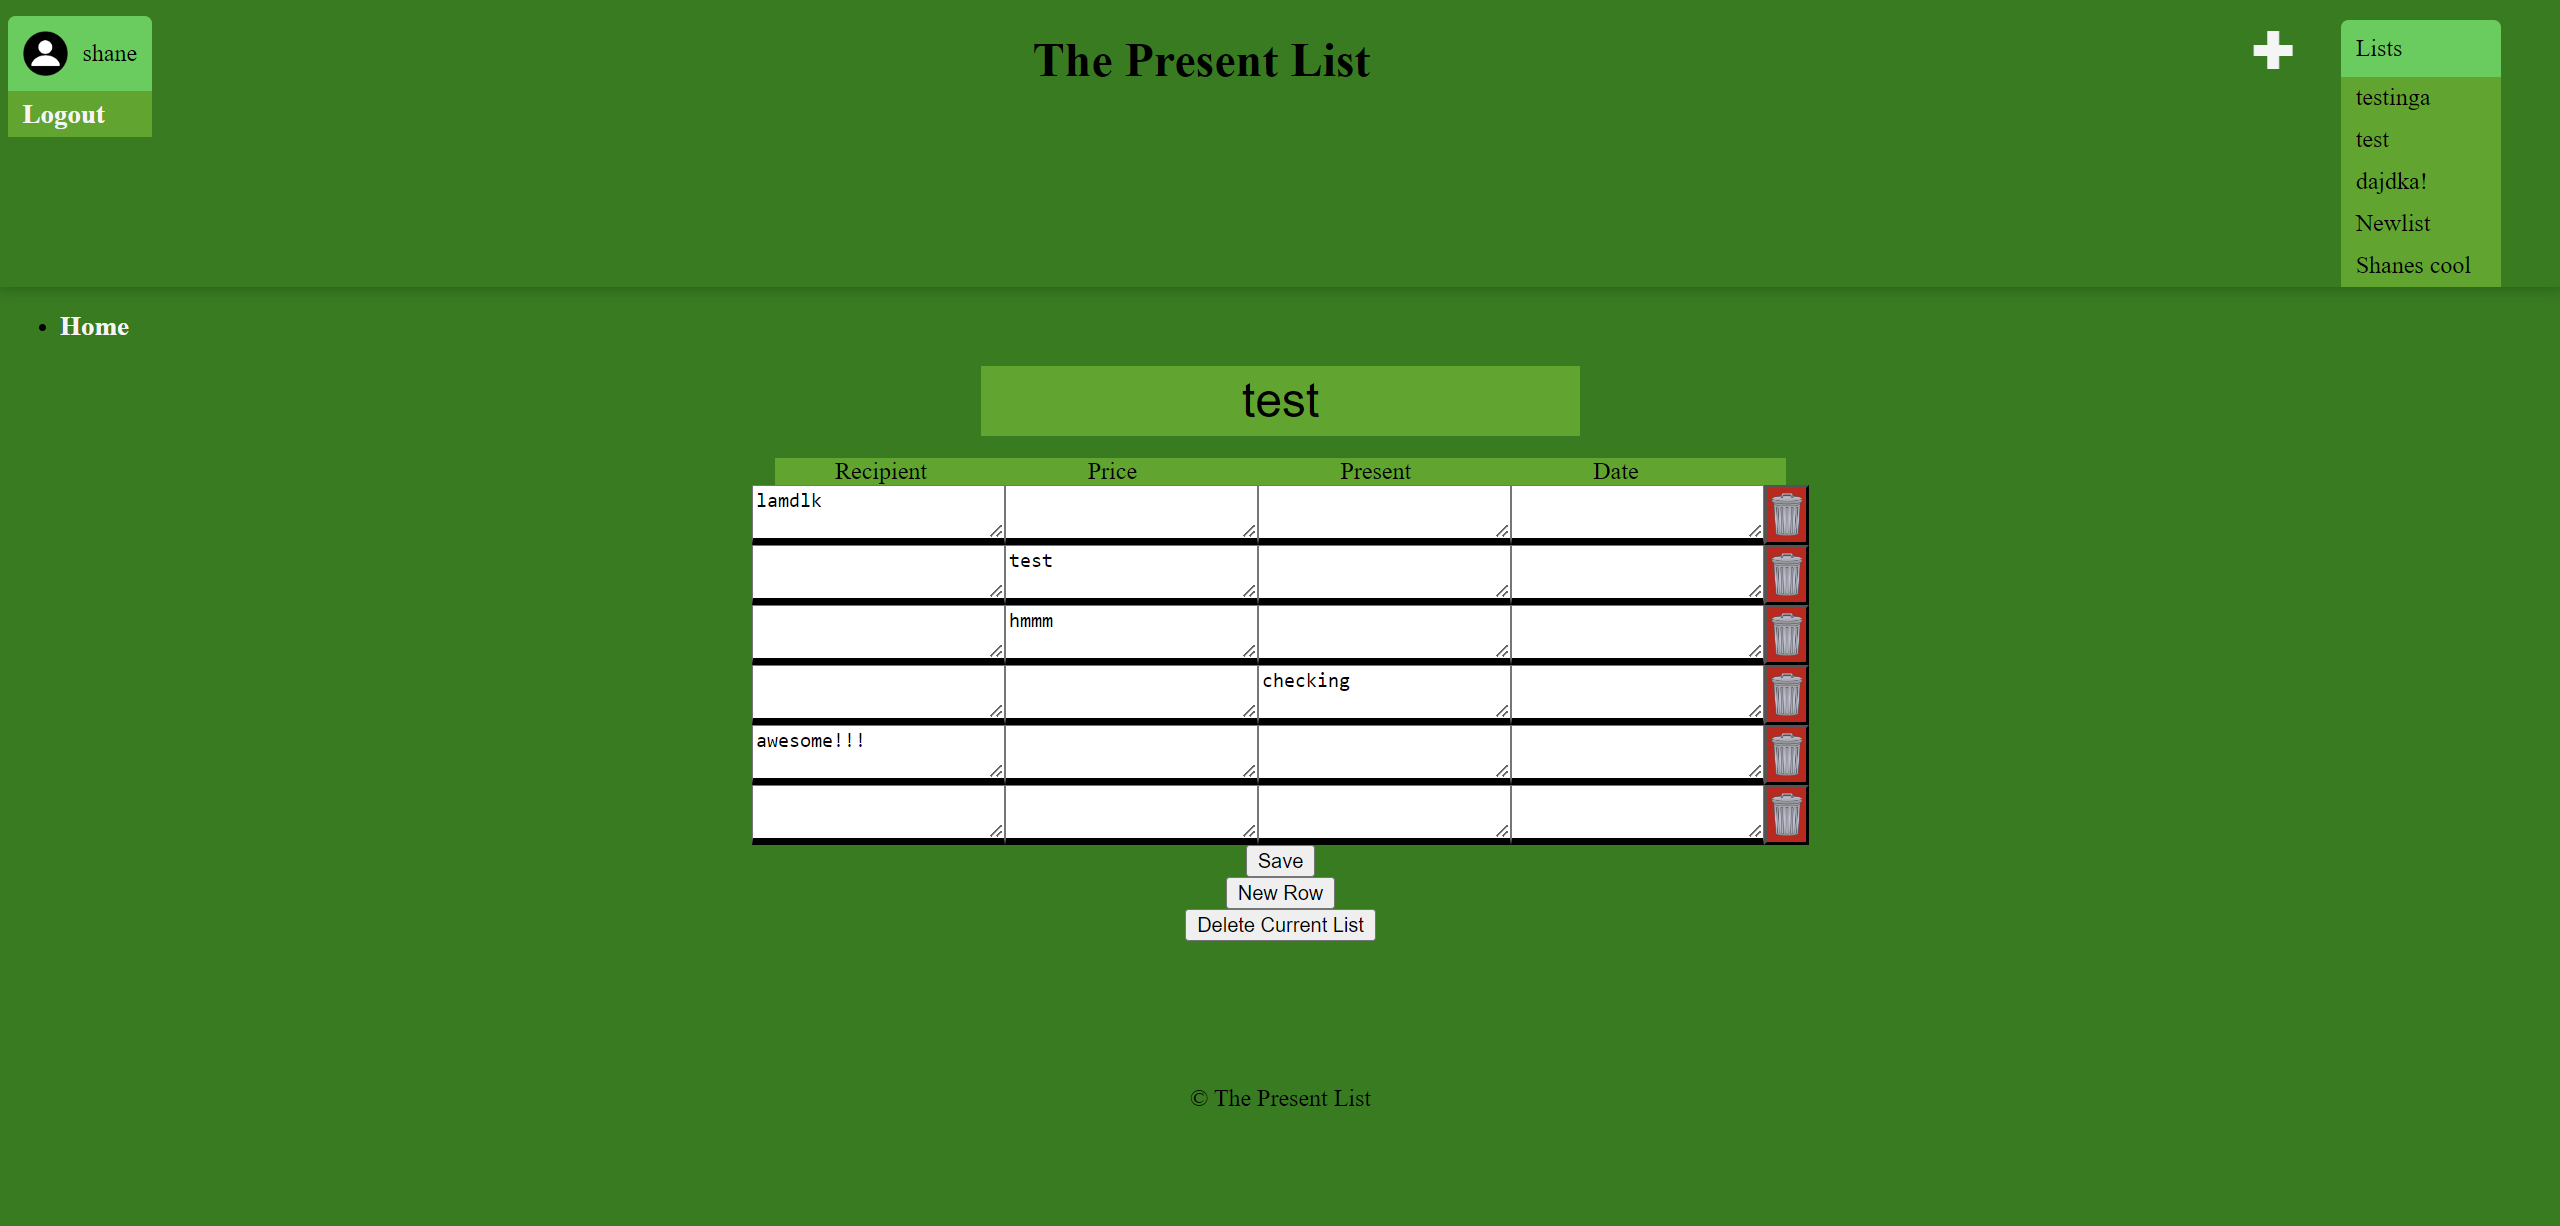 shane
Logout
The Present List
Lists
testinga
test
dajdka!
Newlist
Shanes cool
Home
test
Recipient Price Present Date
lamdlk
test
hmmm
checking
awesome!!!
Save
New Row
Delete Current List
© The Present List